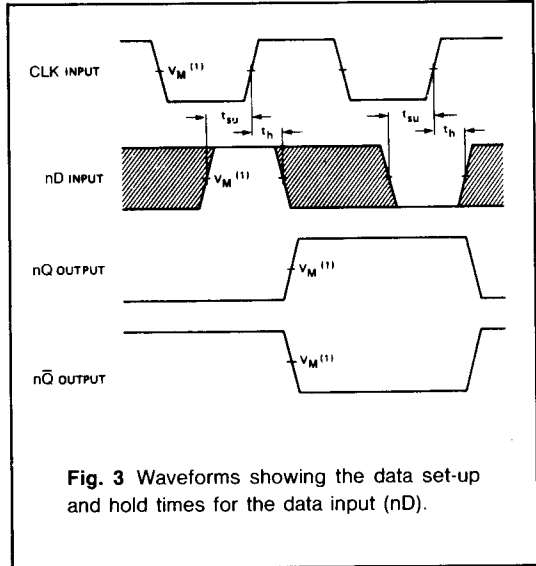 CLK INPUT
V_M (1)
t_su
t_su
t_h
t_h
nD INPUT
V_M (1)
nQ OUTPUT
V_M (1)
nQ̅ OUTPUT
V_M (1)
Fig. 3 Waveforms showing the data set-up
and hold times for the data input (nD).